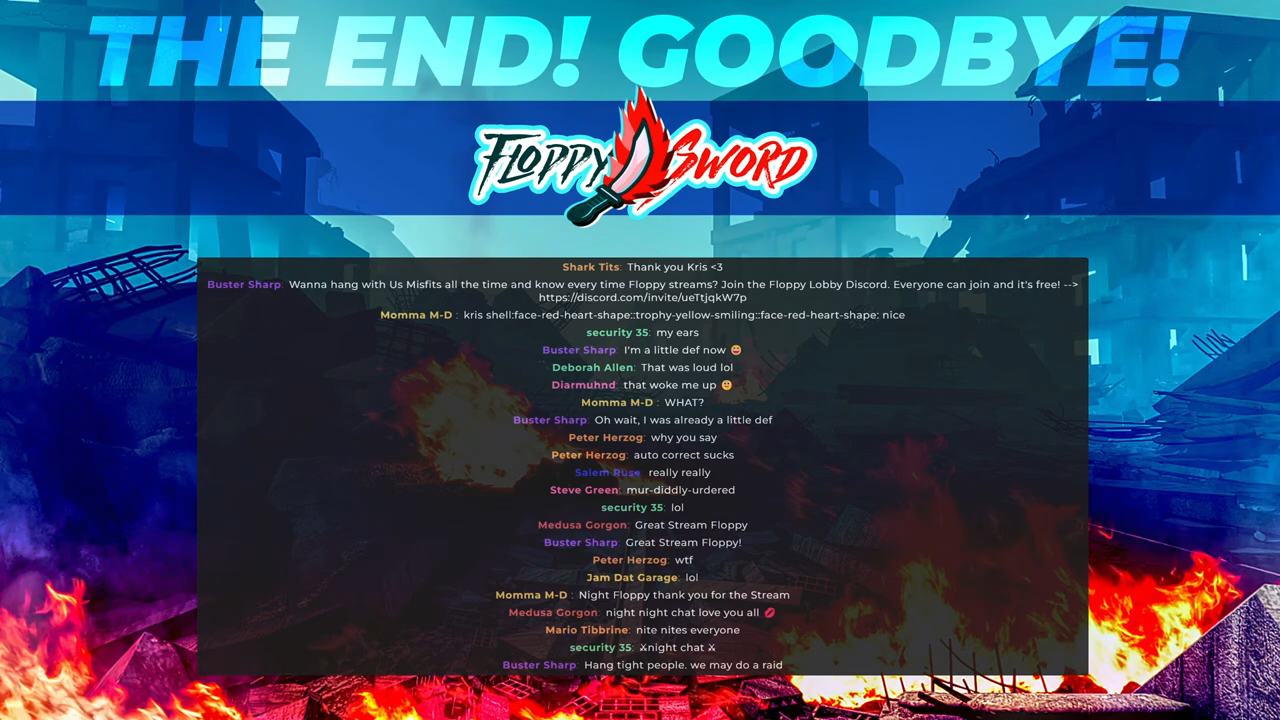 THE END! GOODBYE!
FLOPPY SWORD
Shark Tits: Thank you Kris <3
Buster Sharp: Wanna hang with Us Misfits all the time and know every time Floppy streams? Join the Floppy Lobby Discord. Everyone can join and it's free! -->
https://discord.com/invite/ueTtjqkW7p
Momma M-D : kris shell:face-red-heart-shape::trophy-yellow-smiling::face-red-heart-shape: nice
security 35: my ears
Buster Sharp: I'm a little def now 😄
Deborah Allen: That was loud lol
Diarmuhnd: that woke me up 🙂
Momma M-D : WHAT?
Buster Sharp: Oh wait, I was already a little def
Peter Herzog: why you say
Peter Herzog: auto correct sucks
Salem Ruse: really really
Steve Green: mur-diddly-urdered
security 35: lol
Medusa Gorgon: Great Stream Floppy
Buster Sharp: Great Stream Floppy!
Peter Herzog: wtf
Jam Dat Garage: lol
Momma M-D : Night Floppy thank you for the Stream
Medusa Gorgon: night night chat love you all 💋
Mario Tibbrine: nite nites everyone
security 35: ⚔night chat ⚔
Buster Sharp: Hang tight people. we may do a raid